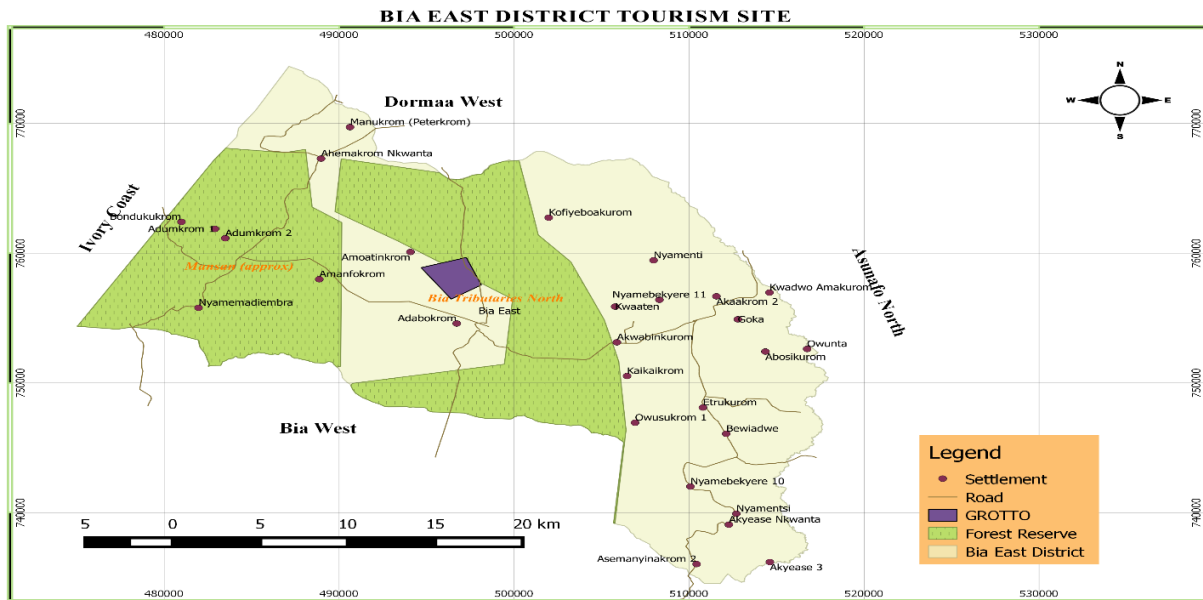 BIA EAST DISTRICT TOURISM SITE
480000 490000 500000 510000 520000 530000
N
W E
S
Dormaa West
770000 770000
Manukrom (Peterkrom)
Ahemakrom Nkwanta
Ivory Coast
Bondukukrom
Adumkrom 1
Adumkrom 2
Kofiyeboakurom
760000 760000
Amoatinkrom
Nyamenti
Asunafo North
Munsun (approx)
Amanfokrom
Bia Tributaries North
Nyamebekyere 11
Kwadwo Amakurom
Akaakrom 2
Nyamemadiembra
Kwaaten
Bia East
Adabokrom
Goka
Akwabinkurom
Owunta
Abosikurom
750000 750000
Kaikaikrom
Etrukurom
Owusukrom 1
Bewiadwe
Bia West
Nyamebekyere 10
740000 740000
Nyamentsi
Akyease Nkwanta
Asemanyinakrom 2
Akyease 3
5 0 5 10 15 20 km
Legend
Settlement
Road
GROTTO
Forest Reserve
Bia East District
480000 490000 500000 510000 520000 530000